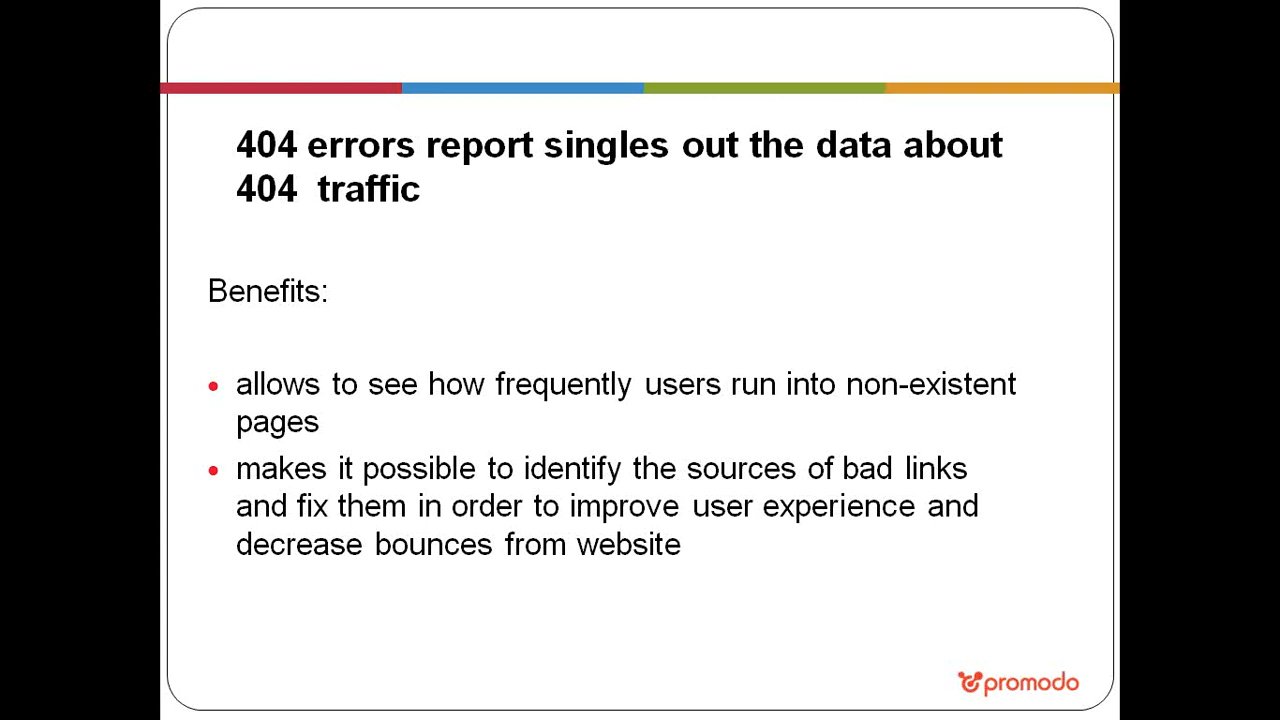 404 errors report singles out the data about
404 traffic
Benefits:
allows to see how frequently users run into non-existent
pages
makes it possible to identify the sources of bad links
and fix them in order to improve user experience and
decrease bounces from website
promodo